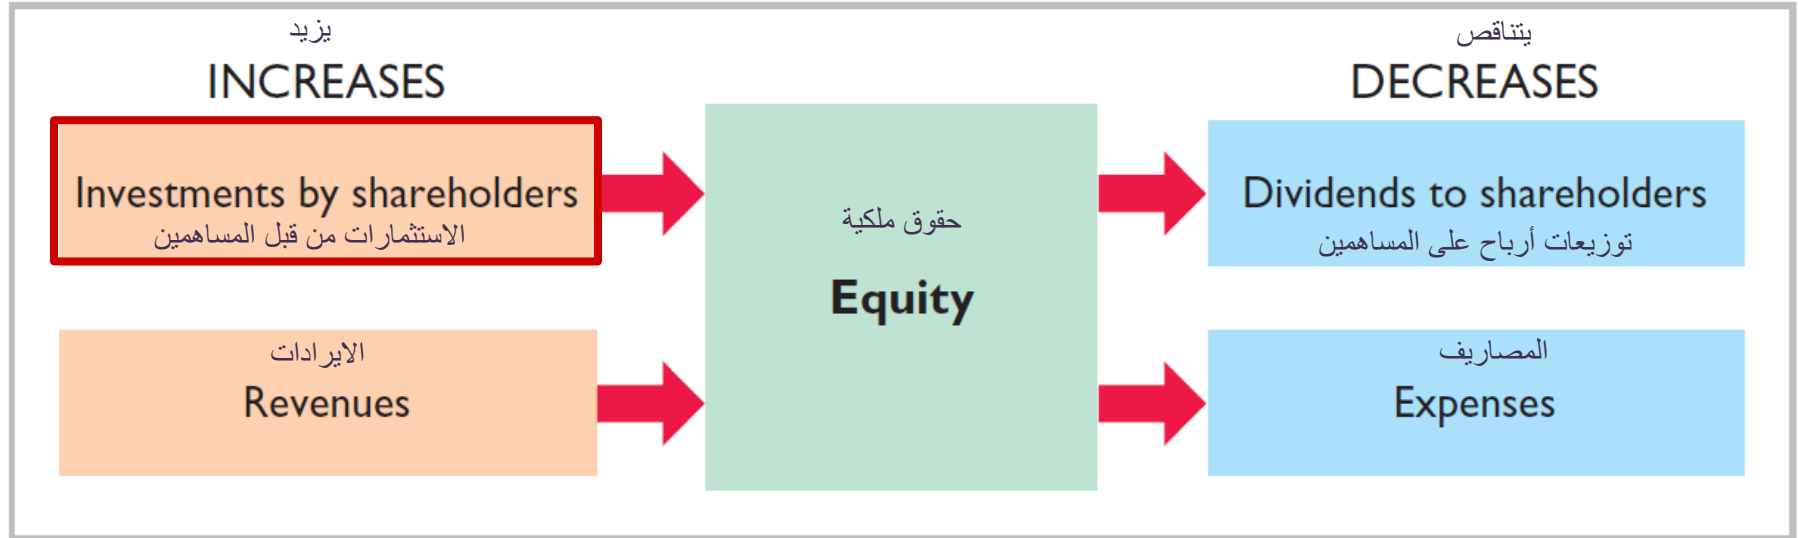 يزيد
INCREASES
يتناقص
DECREASES
Investments by shareholders
الاستثمارات من قبل المساهمين
حقوق ملكية
Equity
Dividends to shareholders
توزيعات أرباح على المساهمين
الايرادات
Revenues
المصاريف
Expenses